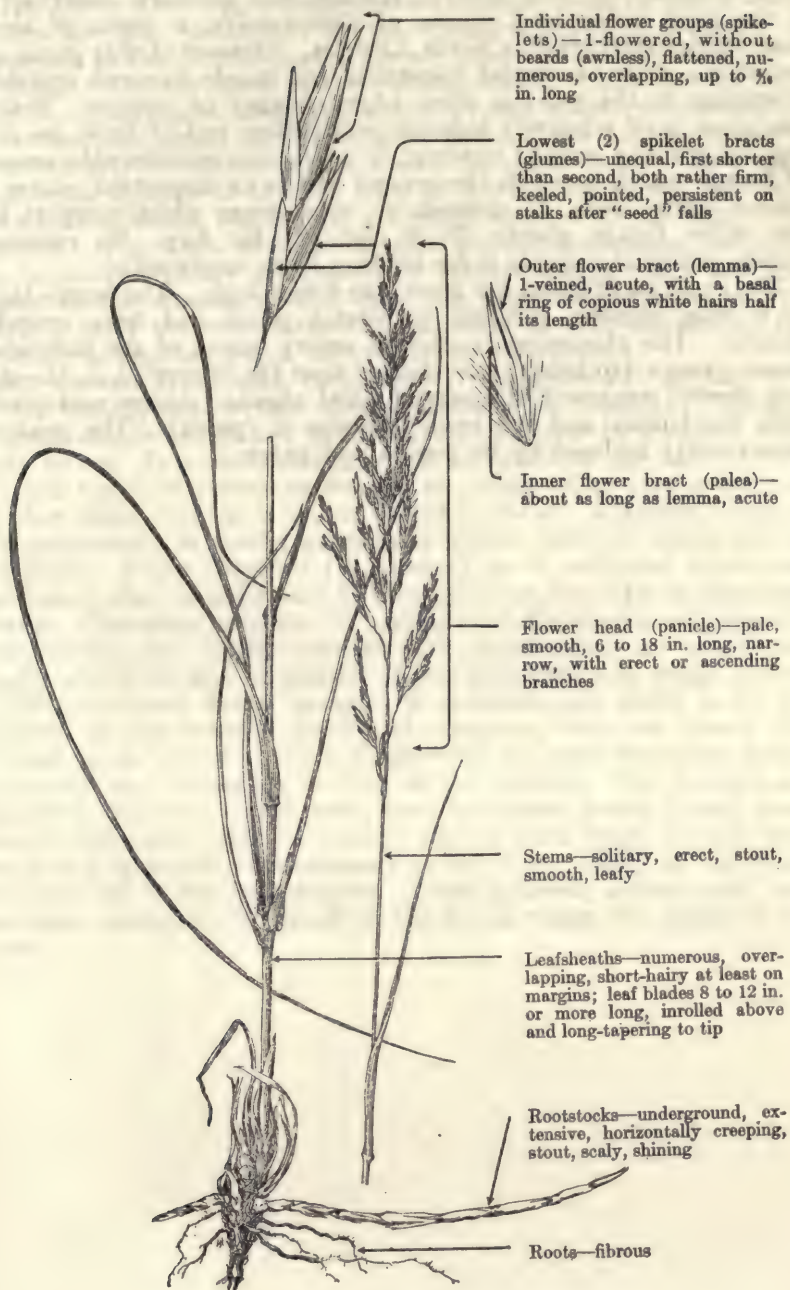 Individual flower groups (spike-
lets)—1-flowered, without
beards (awnless), flattened, nu-
merous, overlapping, up to
in. long
Lowest (2) spikelet bracts
(glumes)—unequal, first shorter
than second, both rather firm,
keeled, pointed, persistent on
stalks after "seed" falls
Outer flower bract (lemma)—
1-veined, acute, with a basal
ring of copious white hairs half
its length
Inner flower bract (palea)—
about as long as lemma, acute
Flower head (panicle)—pale,
smooth, 6 to 18 in. long, nar-
row, with erect or ascending
branches
Stems—solitary, erect, stout,
smooth, leafy
Leafsheaths—numerous, over-
lapping, short-hairy at least on
margins; leaf blades 8 to 12 in.
or more long, inrolled above
and long-tapering to tip
Rootstocks—underground, ex-
tensive, horizontally creeping,
stout, scaly, shining
Roots—fibrous